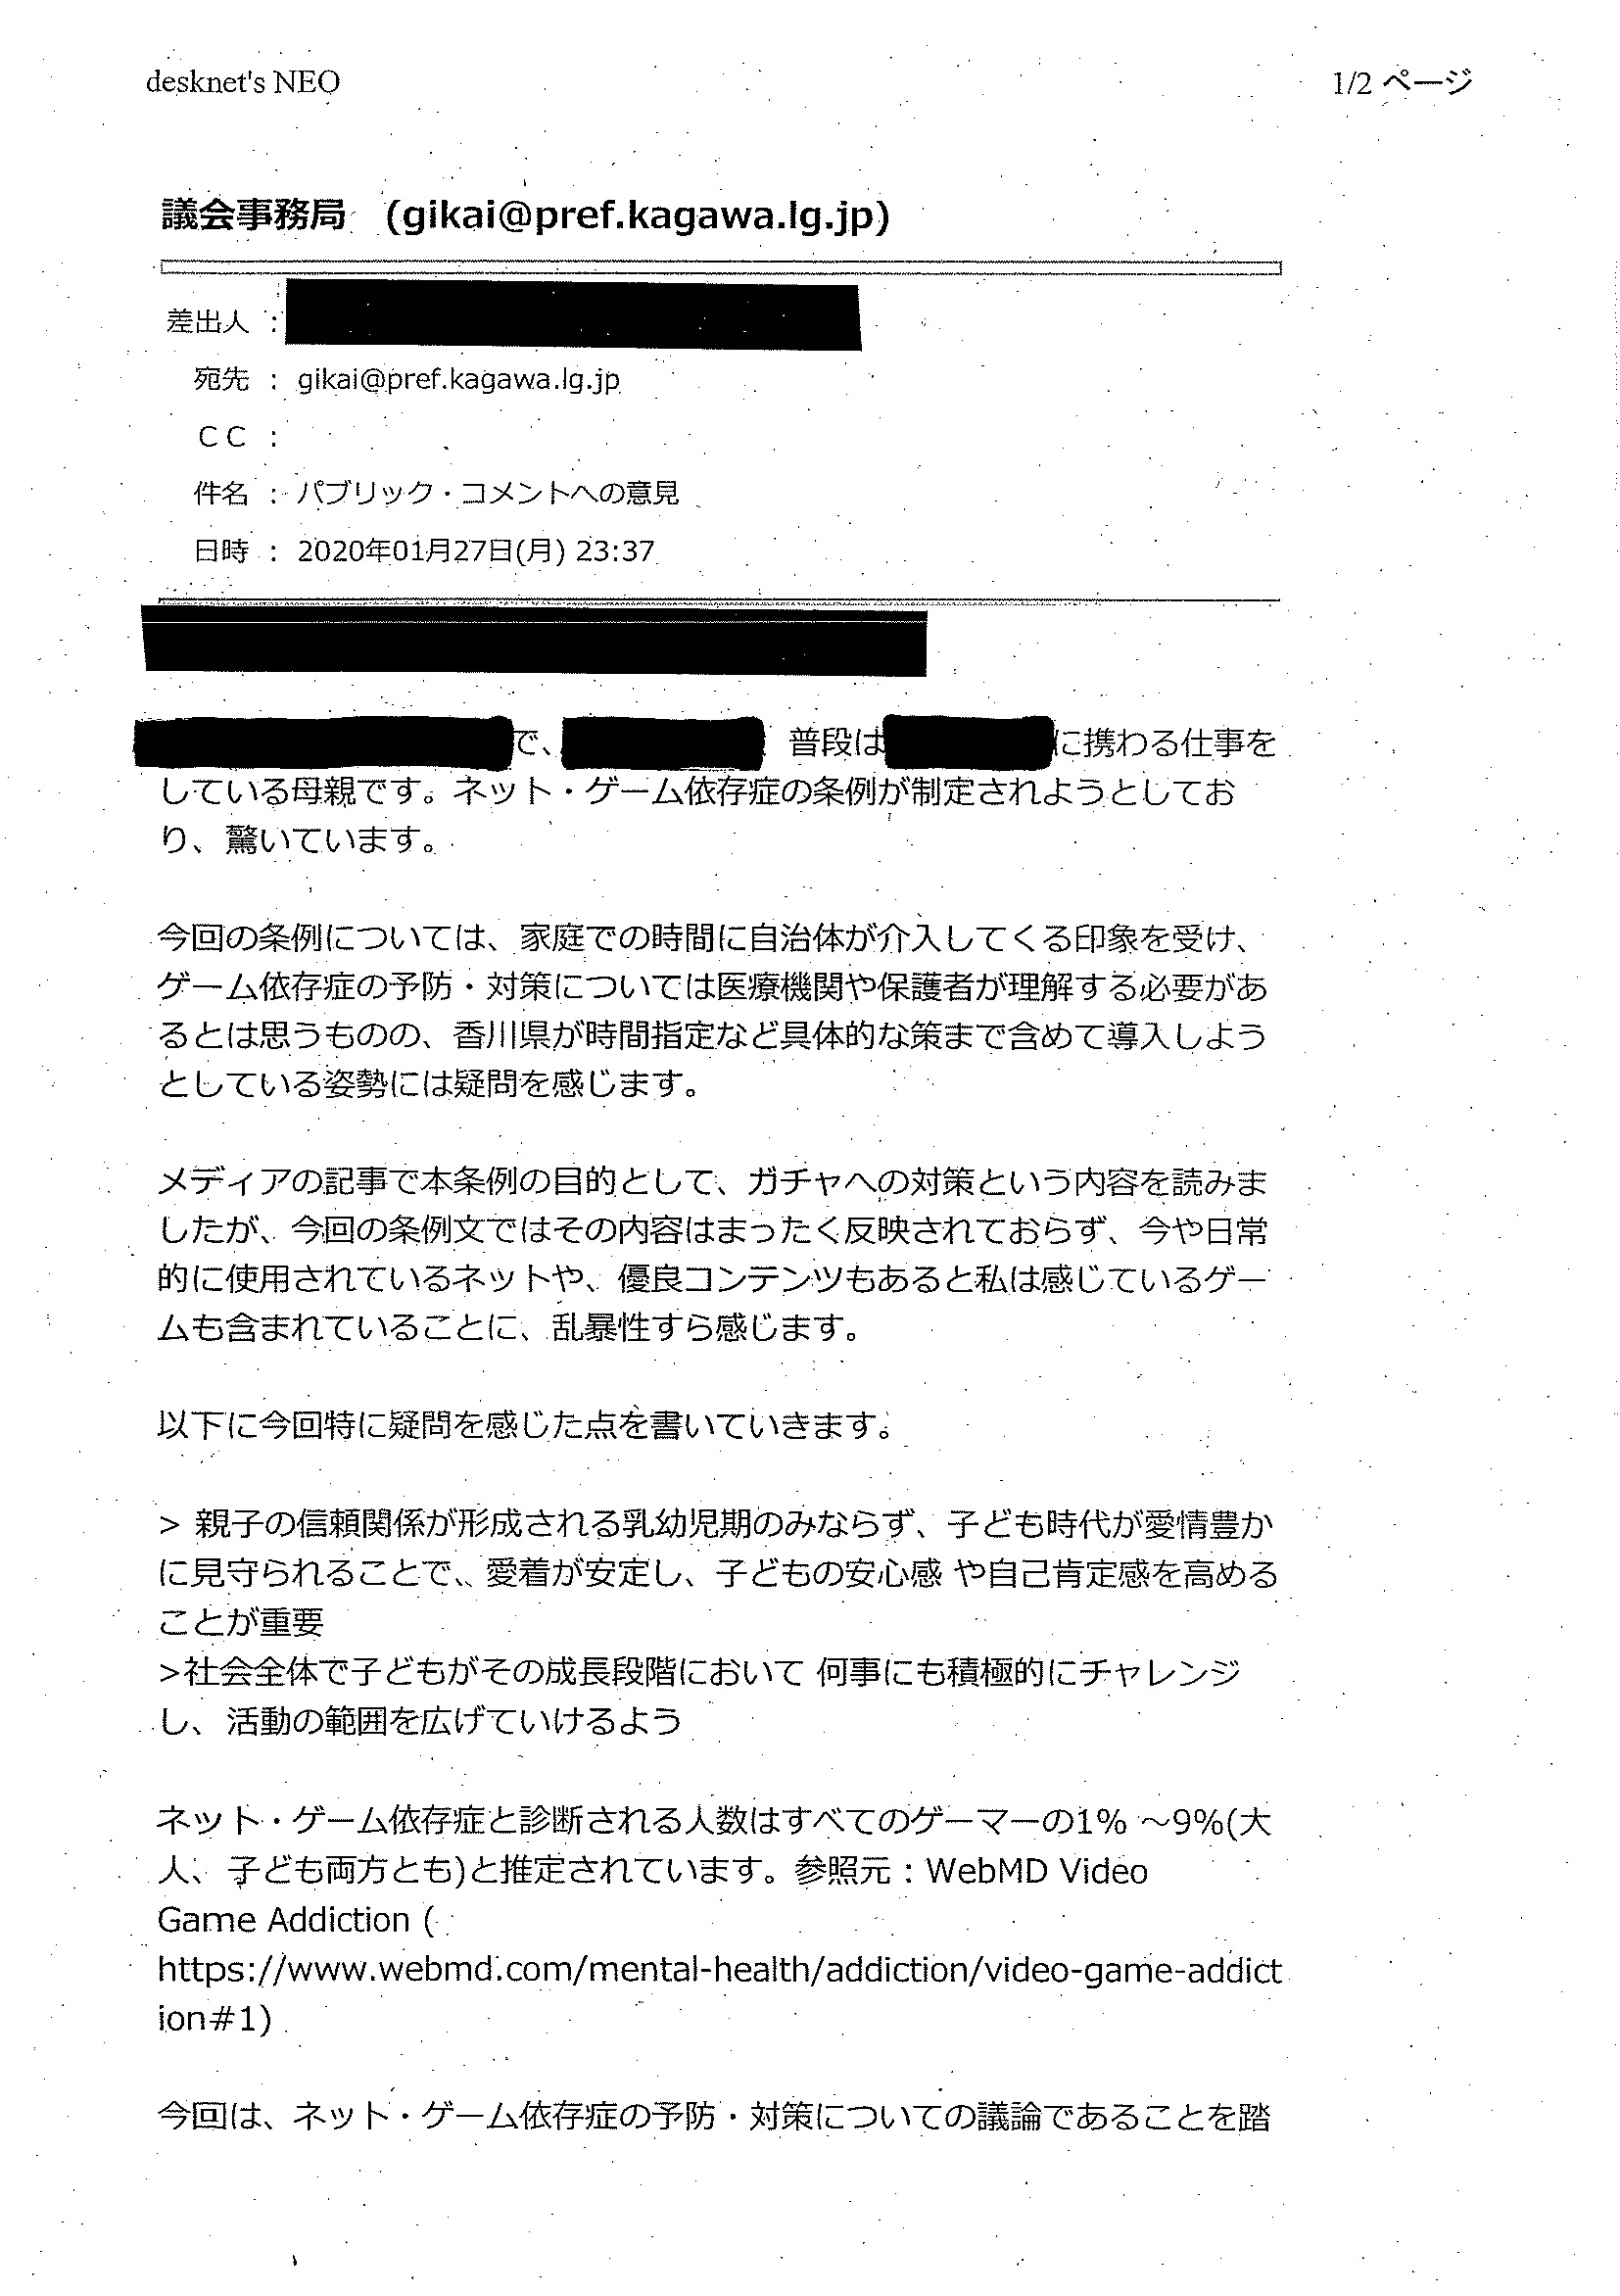 desknet's NEO
1/2 ページ
議会事務局 (gikai@pref.kagawa.lg.jp)
差出人 :
宛先 : gikai@pref.kagawa.lg.jp
CC :
件名 : パブリック・コメントへの意見
日時 : 2020年01月27日(月) 23:37
で、 普段は に携わる仕事を
している母親です。ネット・ゲーム依存症の条例が制定されようとしてお
り、驚いています。
今回の条例については、家庭での時間に自治体が介入してくる印象を受け、
ゲーム依存症の予防・対策については医療機関や保護者が理解する必要があ
るとは思うものの、香川県が時間指定など具体的な策まで含めて導入しよう
としている姿勢には疑問を感じます。
メディアの記事で本条例の目的として、ガチャへの対策という内容を読みま
したが、今回の条例文ではその内容はまったく反映されておらず、今や日常
的に使用されているネットや、優良コンテンツもあると私は感じているゲー
ムも含まれていることに、乱暴性すら感じます。
以下に今回特に疑問を感じた点を書いていきます。
> 親子の信頼関係が形成される乳幼児期のみならず、子ども時代が愛情豊か
に見守られることで、愛着が安定し、子どもの安心感 や自己肯定感を高める
ことが重要
>社会全体で子どもがその成長段階において 何事にも積極的にチャレンジ
し、活動の範囲を広げていけるよう
ネット・ゲーム依存症と診断される人数はすべてのゲーマーの1% ～9%(大
人、子ども両方とも)と推定されています。参照元：WebMD Video
Game Addiction (
https://www.webmd.com/mental-health/addiction/video-game-addict
ion#1)
今回は、ネット・ゲーム依存症の予防・対策についての議論であることを踏